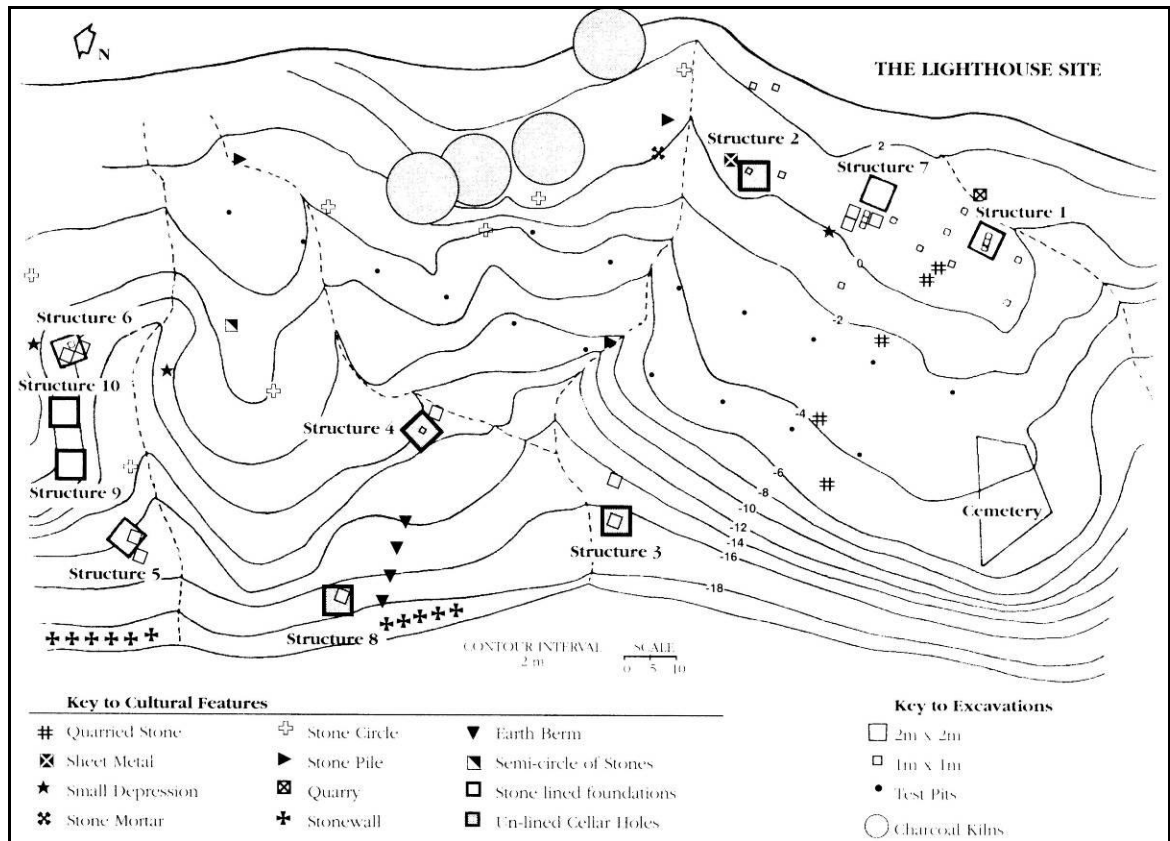 N
THE LIGHTHOUSE SITE
Structure 2
2
Structure 7
Structure 1
0
-2
Structure 6
Structure 10
Structure 4
-4
Structure 9
-6
-8
-10
Cemetery
-12
-14
-16
Structure 3
Structure 5
-18
Structure 8
CONTOUR INTERVAL
2 m
SCALE
0 5 10
Key to Cultural Features
Quarried Stone
Sheet Metal
Small Depression
Stone Mortar
Stone Circle
Stone Pile
Quarry
Stonewall
Earth Berm
Semi-circle of Stones
Stone lined foundations
Un-lined Cellar Holes
Key to Excavations
2m x 2m
1m x 1m
Test Pits
Charcoal Kilns